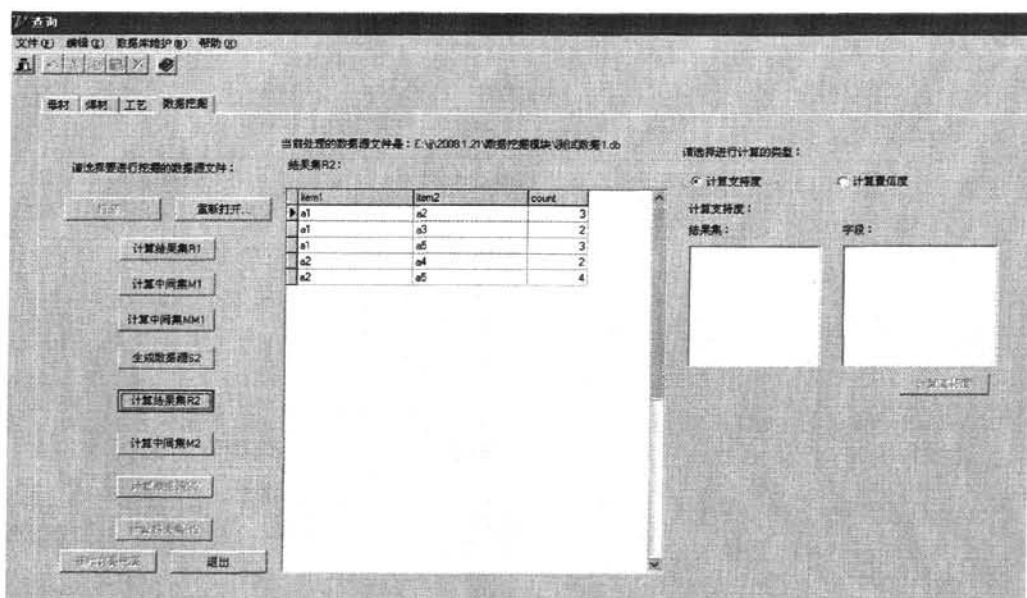 查询
文件(F) 编辑(E) 数据库维护(D) 帮助(H)
母材 焊材 工艺 数据挖掘
请选择要进行挖掘的数据源文件：
重新打开...
计算结果集R1
计算中间集M1
计算中间集MM1
生成数据源S2
计算结果集R2
计算中间集M2
退出
当前处理的数据源文件是：E:\lj\2008.1.21\数据挖掘模块\测试数据1.db
结果集R2：
item1 item2 count
a1 a2 3
a1 a3 2
a1 a5 3
a2 a4 2
a2 a5 4
请选择进行计算的类型：
计算支持度 计算置信度
计算支持度：
结果集： 字段：
计算支持度